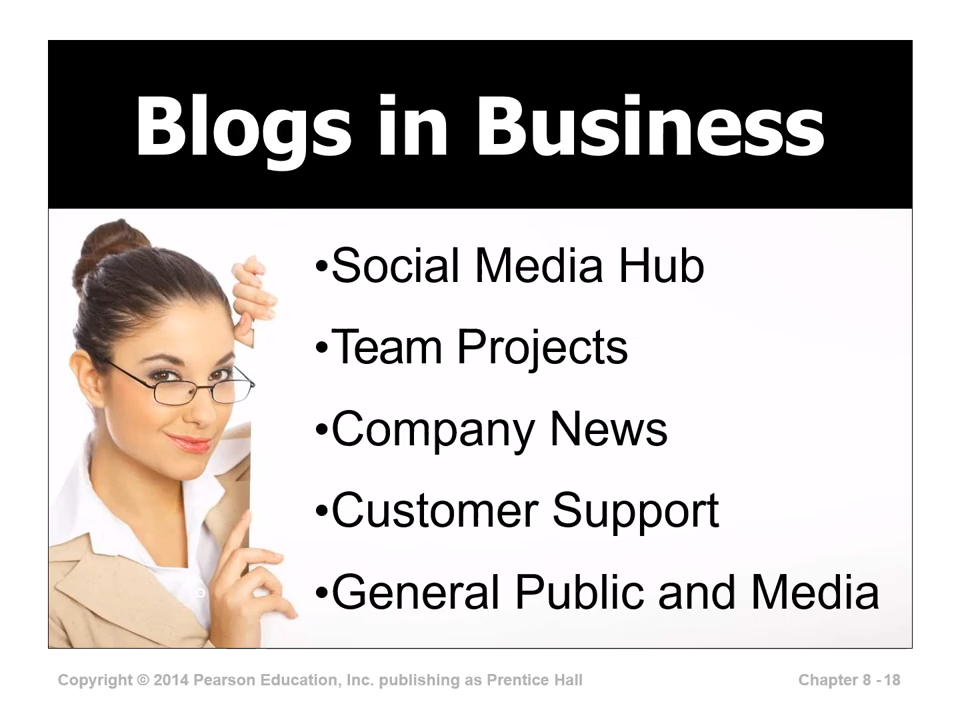 Blogs in Business
•Social Media Hub
•Team Projects
•Company News
•Customer Support
•General Public and Media
Copyright © 2014 Pearson Education, Inc. publishing as Prentice Hall
Chapter 8 - 18